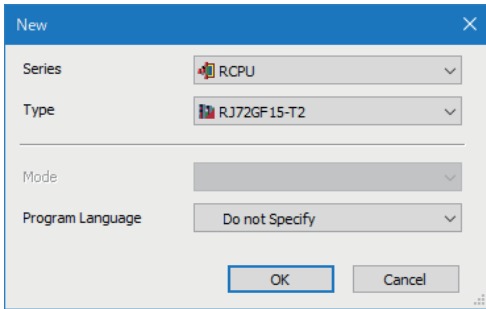 New
Series
RCPU
Type
RJ72GF15-T2
Mode
Program Language
Do not Specify
OK
Cancel